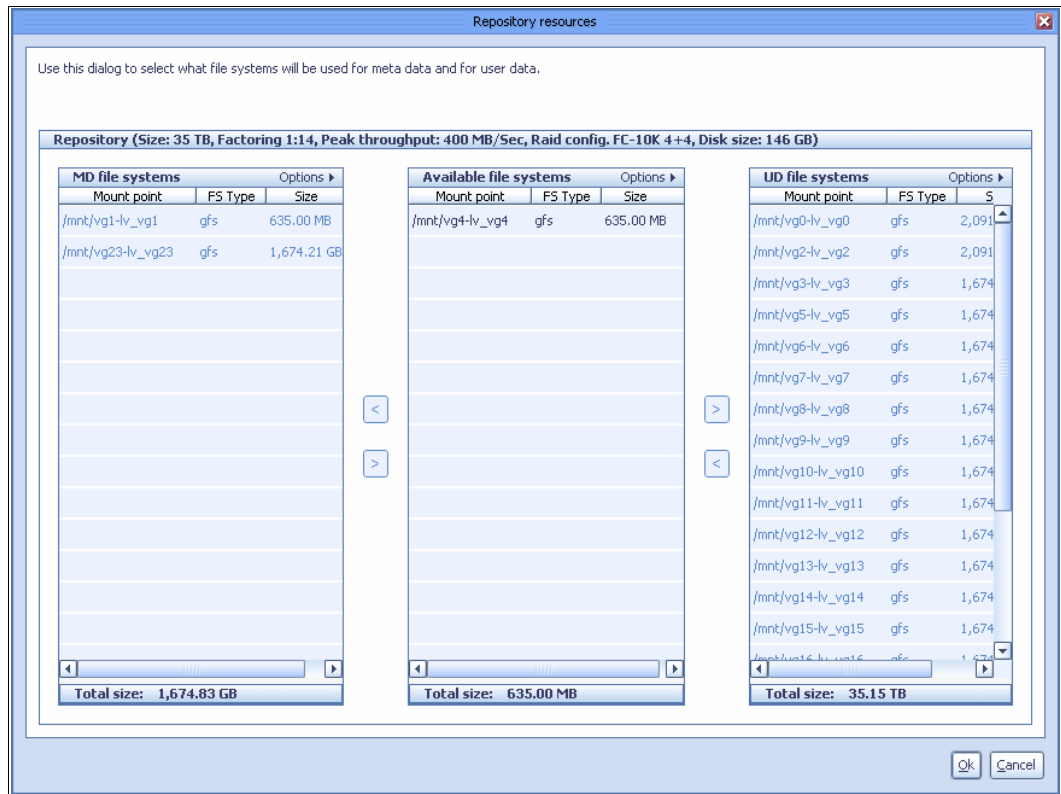 Repository resources
Use this dialog to select what file systems will be used for meta data and for user data.
Repository (Size: 35 TB, Factoring 1:14, Peak throughput: 400 MB/Sec, Raid config. FC-10K 4+4, Disk size: 146 GB)
MD file systems Options
Mount point FS Type Size
/mnt/vg1-lv_vg1 gfs 635.00 MB
/mnt/vg23-lv_vg23 gfs 1,674.21 GB
Total size: 1,674.83 GB
<
>
Available file systems Options
Mount point FS Type Size
/mnt/vg4-lv_vg4 gfs 635.00 MB
Total size: 635.00 MB
>
<
UD file systems Options
Mount point FS Type S
/mnt/vg0-lv_vg0 gfs 2,091
/mnt/vg2-lv_vg2 gfs 2,091
/mnt/vg3-lv_vg3 gfs 1,674
/mnt/vg5-lv_vg5 gfs 1,674
/mnt/vg6-lv_vg6 gfs 1,674
/mnt/vg7-lv_vg7 gfs 1,674
/mnt/vg8-lv_vg8 gfs 1,674
/mnt/vg9-lv_vg9 gfs 1,674
/mnt/vg10-lv_vg10 gfs 1,674
/mnt/vg11-lv_vg11 gfs 1,674
/mnt/vg12-lv_vg12 gfs 1,674
/mnt/vg13-lv_vg13 gfs 1,674
/mnt/vg14-lv_vg14 gfs 1,674
/mnt/vg15-lv_vg15 gfs 1,674
/mnt/vg16-lv_vg16 gfs 1,674
Total size: 35.15 TB
Ok Cancel